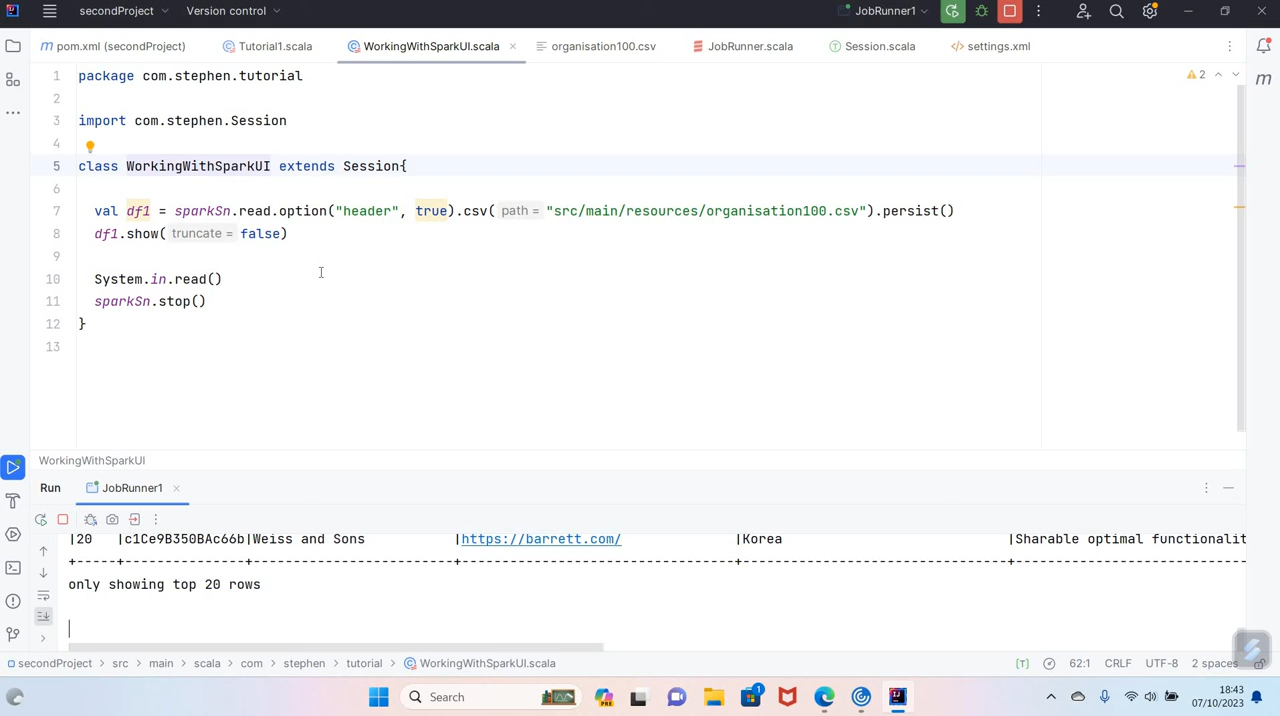 secondProject
Version control
JobRunner1
pom.xml (secondProject)
Tutorial1.scala
WorkingWithSparkUI.scala
organisation100.csv
JobRunner.scala
Session.scala
settings.xml
1 package com.stephen.tutorial
2
2
3 import com.stephen.Session
4
5 class WorkingWithSparkUI extends Session{
6
7 val df1 = sparkSn.read.option("header", true).csv( path = "src/main/resources/organisation100.csv").persist()
8 df1.show( truncate = false)
9
10 System.in.read()
11 sparkSn.stop()
12 }
13
WorkingWithSparkUI
Run
JobRunner1
|20 |c1Ce9B350BAc66b|Weiss and Sons |https://barrett.com/ |Korea |Sharable optimal functionalit
+-----+---------------+-----------------------------+-----------------------------------+----------------------------------+-----------------------------
only showing top 20 rows
secondProject > src > main > scala > com > stephen > tutorial > WorkingWithSparkUI.scala
62:1 CRLF UTF-8 2 spaces
Search
PRE
1
18:43
07/10/2023